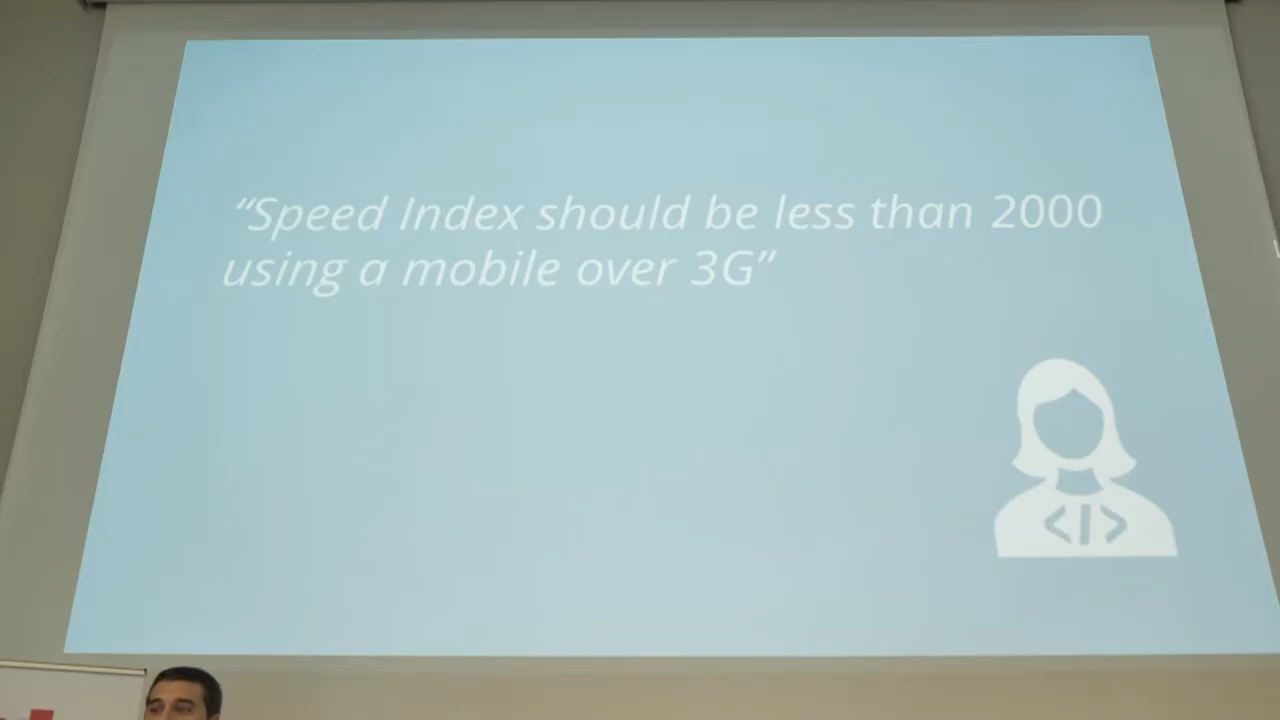 “Speed Index should be less than 2000
using a mobile over 3G”